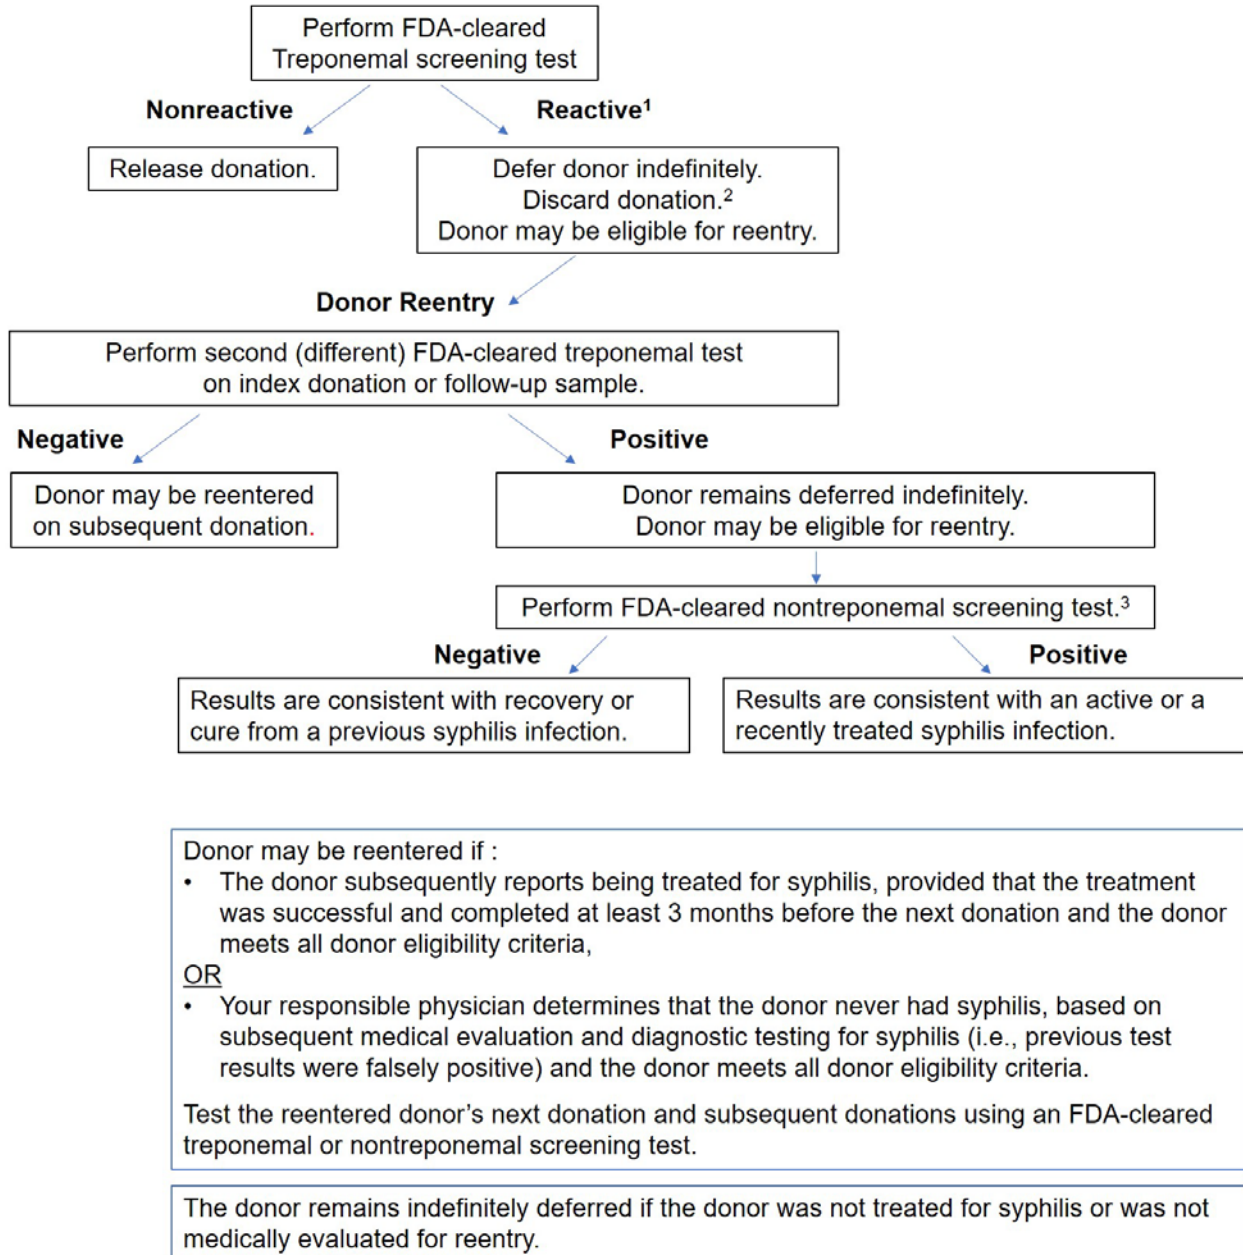 Perform FDA-cleared
Treponemal screening test
Nonreactive
Reactive¹
Release donation.
Defer donor indefinitely.
Discard donation.²
Donor may be eligible for reentry.
Donor Reentry
Perform second (different) FDA-cleared treponemal test
on index donation or follow-up sample.
Negative
Positive
Donor may be reentered
on subsequent donation.
Donor remains deferred indefinitely.
Donor may be eligible for reentry.
Perform FDA-cleared nontreponemal screening test.³
Negative
Positive
Results are consistent with recovery or
cure from a previous syphilis infection.
Results are consistent with an active or a
recently treated syphilis infection.
Donor may be reentered if :
• The donor subsequently reports being treated for syphilis, provided that the treatment
was successful and completed at least 3 months before the next donation and the donor
meets all donor eligibility criteria,
OR
• Your responsible physician determines that the donor never had syphilis, based on
subsequent medical evaluation and diagnostic testing for syphilis (i.e., previous test
results were falsely positive) and the donor meets all donor eligibility criteria.
Test the reentered donor’s next donation and subsequent donations using an FDA-cleared
treponemal or nontreponemal screening test.
The donor remains indefinitely deferred if the donor was not treated for syphilis or was not
medically evaluated for reentry.